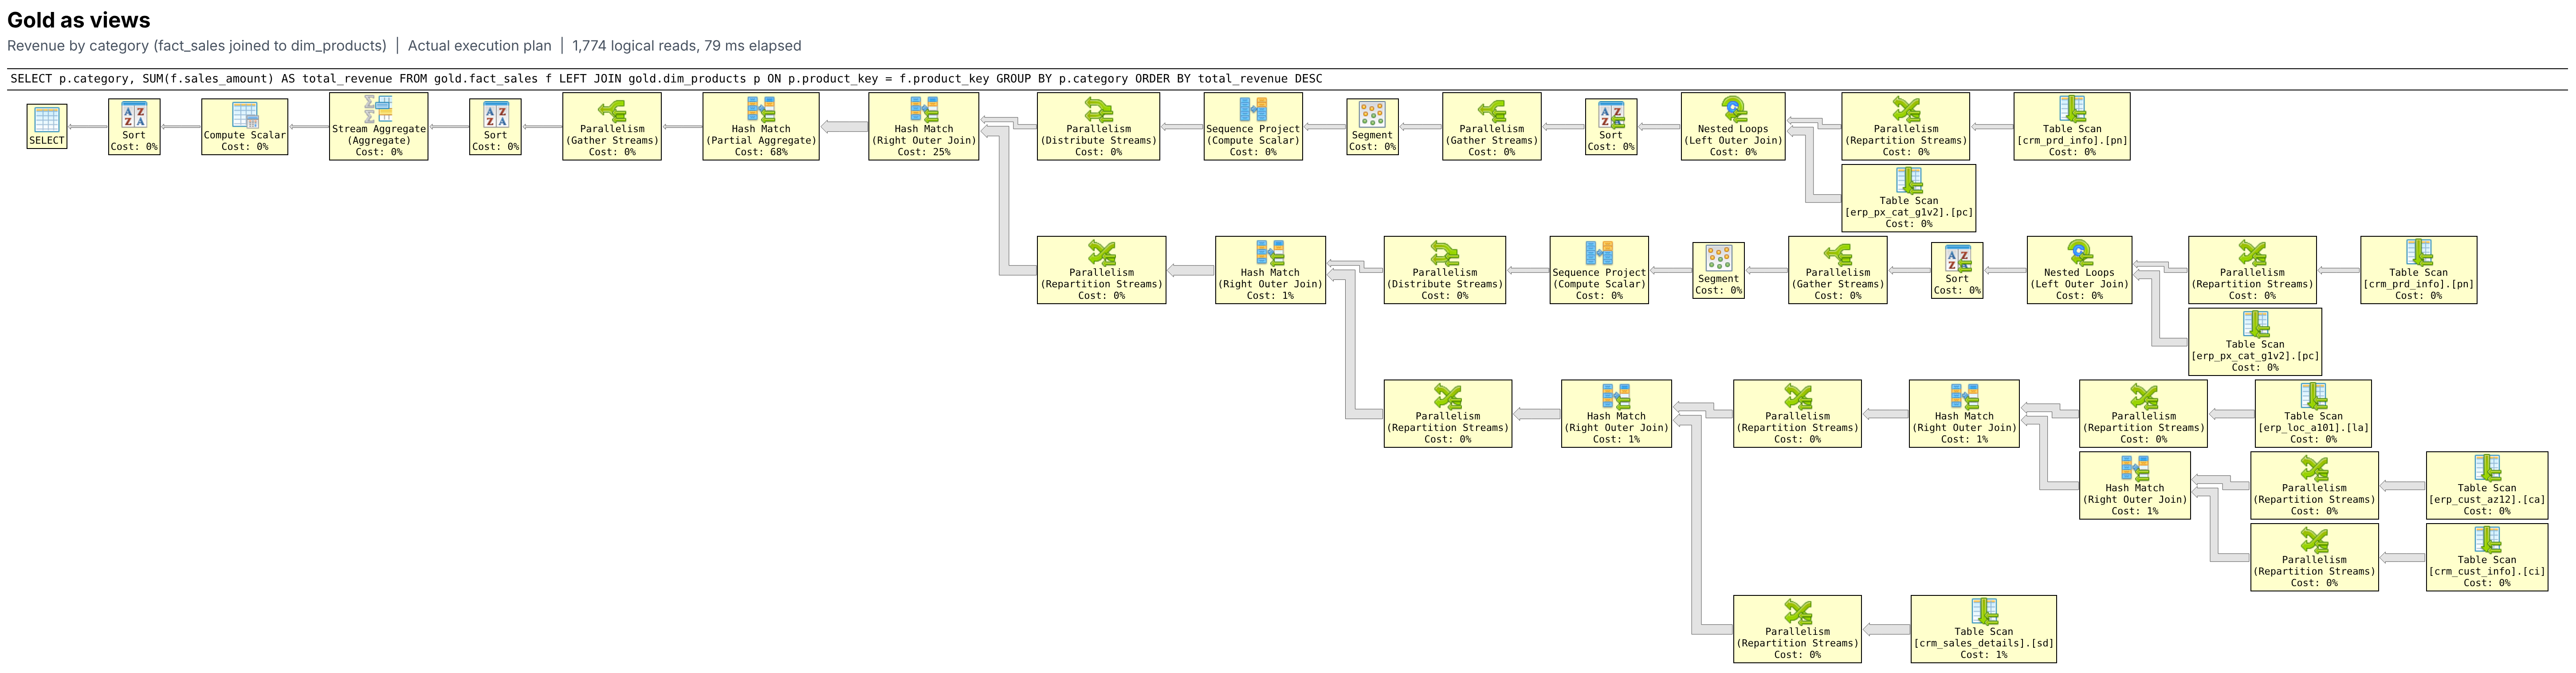 Gold as views
Revenue by category (fact_sales joined to dim_products) | Actual execution plan | 1,774 logical reads, 79 ms elapsed
SELECT p.category, SUM(f.sales_amount) AS total_revenue FROM gold.fact_sales f LEFT JOIN gold.dim_products p ON p.product_key = f.product_key GROUP BY p.category ORDER BY total_revenue DESC
SELECT
Sort
Cost: 0%
Compute Scalar
Cost: 0%
Stream Aggregate
(Aggregate)
Cost: 0%
Sort
Cost: 0%
Parallelism
(Gather Streams)
Cost: 0%
Hash Match
(Partial Aggregate)
Cost: 68%
Hash Match
(Right Outer Join)
Cost: 25%
Parallelism
(Distribute Streams)
Cost: 0%
Sequence Project
(Compute Scalar)
Cost: 0%
Segment
Cost: 0%
Parallelism
(Gather Streams)
Cost: 0%
Sort
Cost: 0%
Nested Loops
(Left Outer Join)
Cost: 0%
Parallelism
(Repartition Streams)
Cost: 0%
Table Scan
[crm_prd_info].[pn]
Cost: 0%
Table Scan
[erp_px_cat_g1v2].[pc]
Cost: 0%
Parallelism
(Repartition Streams)
Cost: 0%
Hash Match
(Right Outer Join)
Cost: 1%
Parallelism
(Distribute Streams)
Cost: 0%
Sequence Project
(Compute Scalar)
Cost: 0%
Segment
Cost: 0%
Parallelism
(Gather Streams)
Cost: 0%
Sort
Cost: 0%
Nested Loops
(Left Outer Join)
Cost: 0%
Parallelism
(Repartition Streams)
Cost: 0%
Table Scan
[crm_prd_info].[pn]
Cost: 0%
Table Scan
[erp_px_cat_g1v2].[pc]
Cost: 0%
Parallelism
(Repartition Streams)
Cost: 0%
Hash Match
(Right Outer Join)
Cost: 1%
Parallelism
(Repartition Streams)
Cost: 0%
Hash Match
(Right Outer Join)
Cost: 1%
Parallelism
(Repartition Streams)
Cost: 0%
Table Scan
[erp_loc_a101].[la]
Cost: 0%
Hash Match
(Right Outer Join)
Cost: 1%
Parallelism
(Repartition Streams)
Cost: 0%
Table Scan
[erp_cust_az12].[ca]
Cost: 0%
Parallelism
(Repartition Streams)
Cost: 0%
Table Scan
[crm_cust_info].[ci]
Cost: 0%
Parallelism
(Repartition Streams)
Cost: 0%
Table Scan
[crm_sales_details].[sd]
Cost: 1%